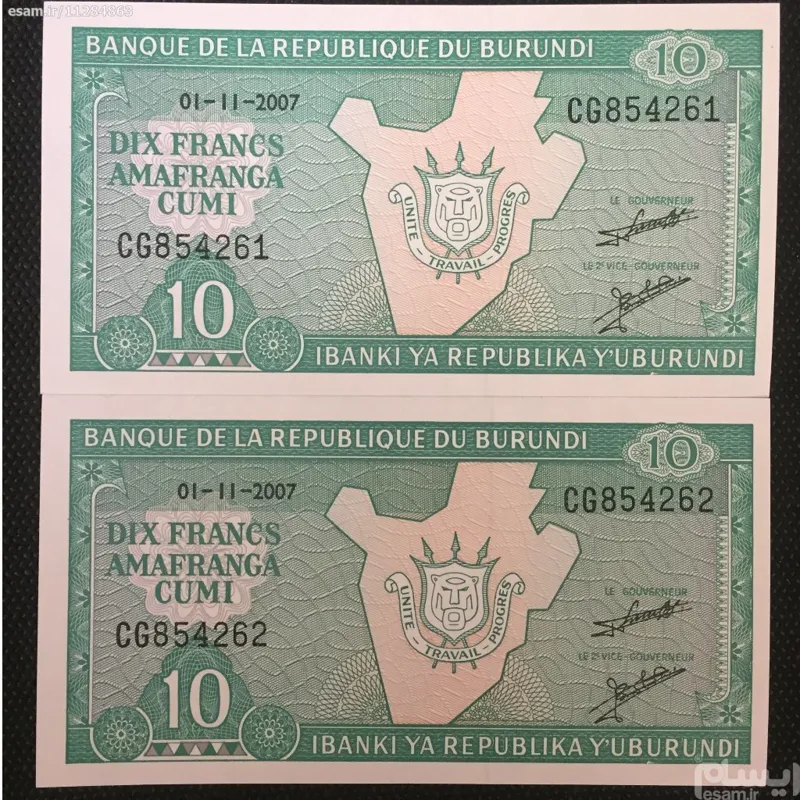 esam.ir/11284863
BANQUE DE LA REPUBLIQUE DU BURUNDI
10
01-11-2007
CG854261
DIX FRANCS
AMAFRANGA
CUMI
CG854261
UNITE - TRAVAIL - PROGRES
LE GOUVERNEUR
LE 2e VICE-GOUVERNEUR
10
IBANKI YA REPUBLIKA Y'UBURUNDI
BANQUE DE LA REPUBLIQUE DU BURUNDI
10
01-11-2007
CG854262
DIX FRANCS
AMAFRANGA
CUMI
CG854262
UNITE - TRAVAIL - PROGRES
LE GOUVERNEUR
LE 2e VICE-GOUVERNEUR
10
IBANKI YA REPUBLIKA Y'UBURUNDI
ایسام
esam.ir